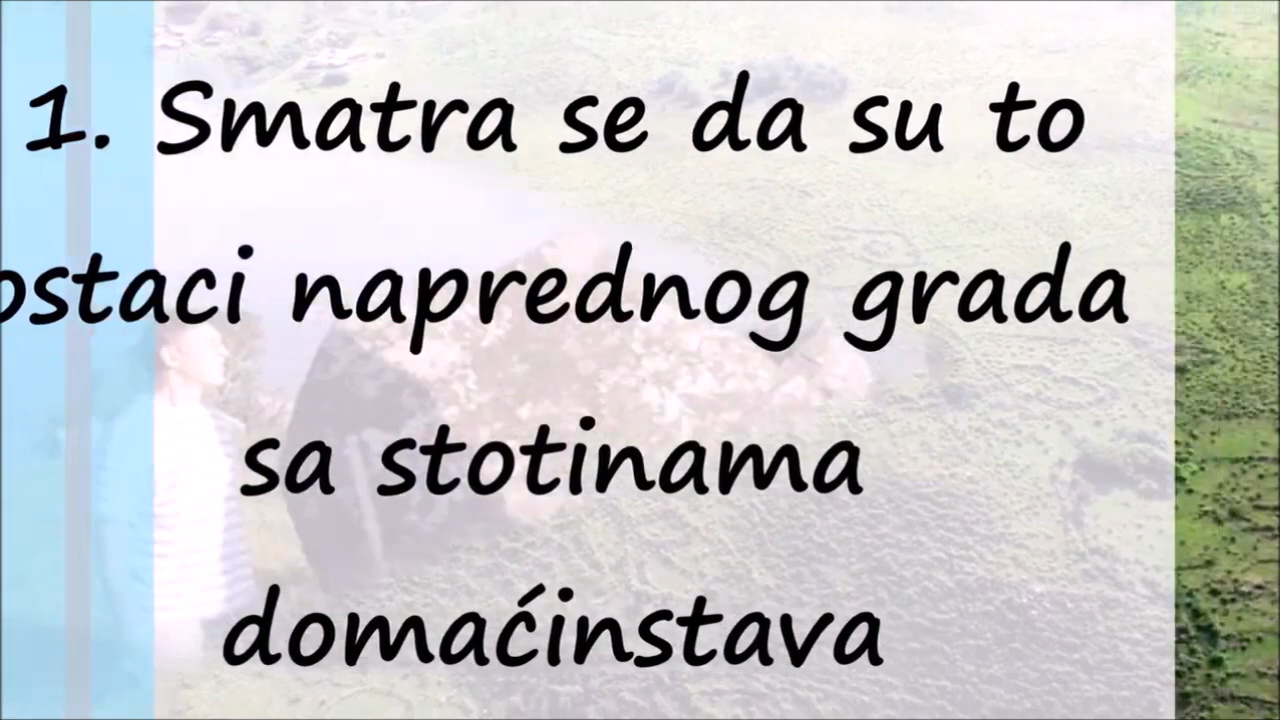 1. Smatra se da su to
ostaci naprednog grada
sa stotinama
domaćinstava